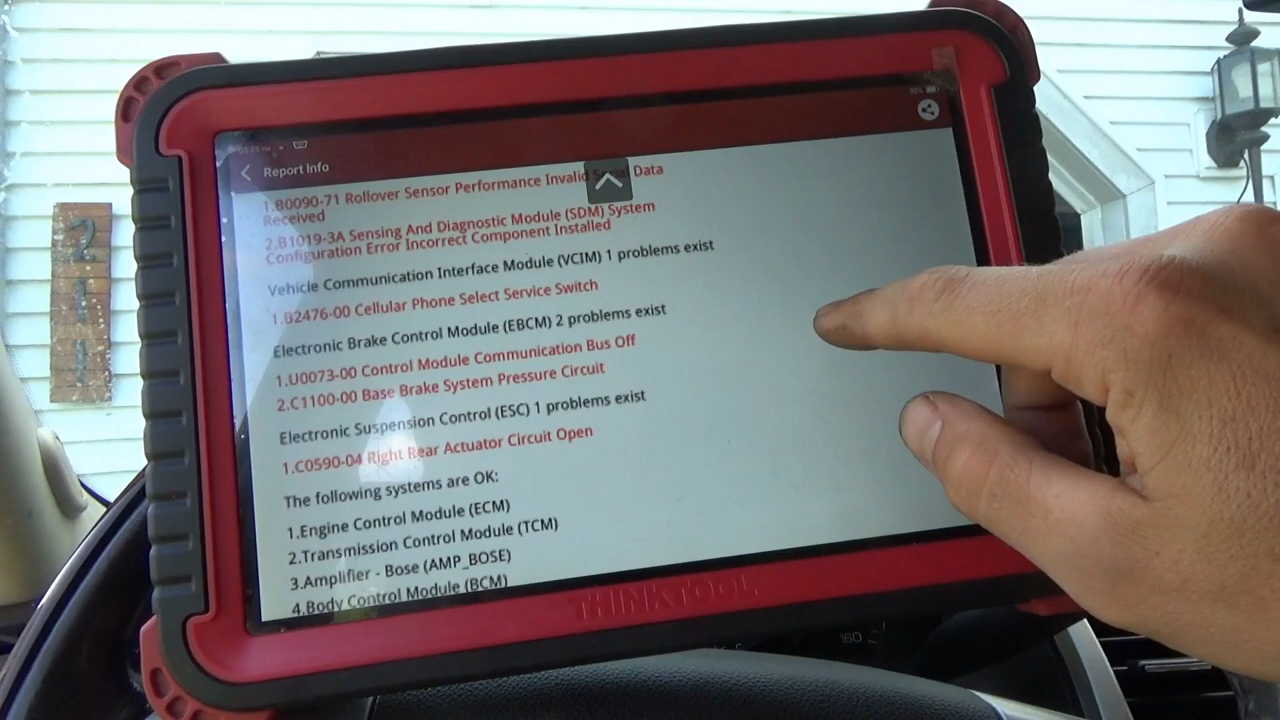 05:25 PM
95%
Report Info
1.B0090-71 Rollover Sensor Performance Invalid Serial Data
Received
2.B1019-3A Sensing And Diagnostic Module (SDM) System
Configuration Error Incorrect Component Installed
Vehicle Communication Interface Module (VCIM) 1 problems exist
1.B2476-00 Cellular Phone Select Service Switch
Electronic Brake Control Module (EBCM) 2 problems exist
1.U0073-00 Control Module Communication Bus Off
2.C1100-00 Base Brake System Pressure Circuit
Electronic Suspension Control (ESC) 1 problems exist
1.C0590-04 Right Rear Actuator Circuit Open
The following systems are OK:
1.Engine Control Module (ECM)
2.Transmission Control Module (TCM)
3.Amplifier - Bose (AMP_BOSE)
4.Body Control Module (BCM)
THINKTOOL
160
2
1
1